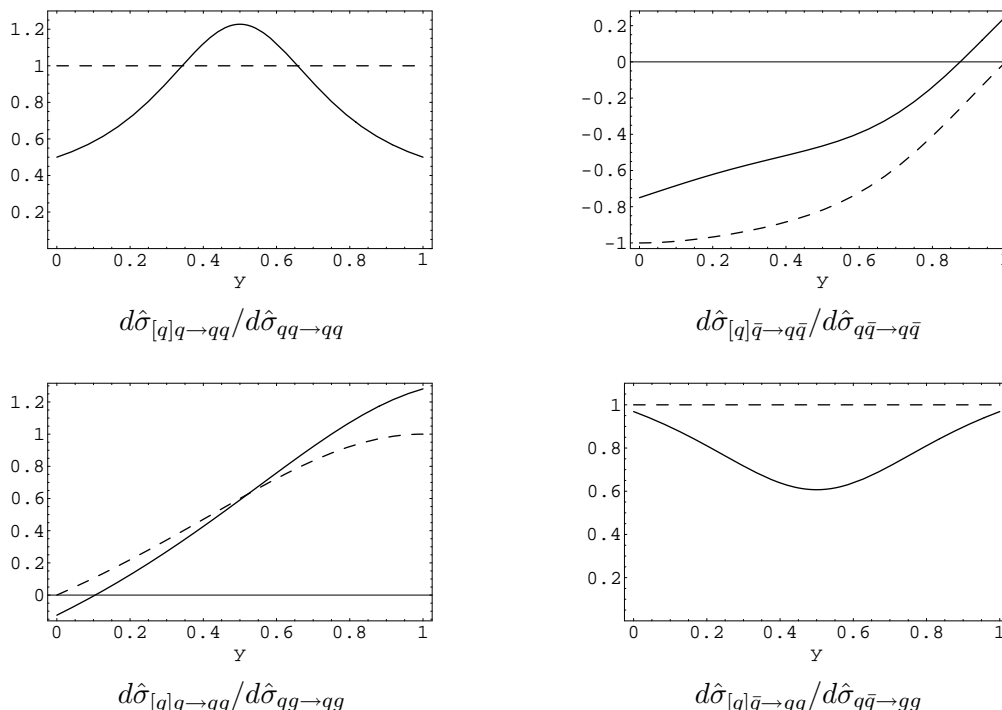 1.2
1
0.8
0.6
0.4
0.2
0 0.2 0.4 0.6 0.8 1
y
dσ̂_{[q]q→qq}/dσ̂_{qq→qq}
0.2
0
-0.2
-0.4
-0.6
-0.8
-1
0 0.2 0.4 0.6 0.8
y
dσ̂_{[q]q̄→qq̄}/dσ̂_{qq̄→qq̄}
1.2
1
0.8
0.6
0.4
0.2
0
0 0.2 0.4 0.6 0.8 1
y
dσ̂_{[q]g→qg}/dσ̂_{qg→qg}
1
0.8
0.6
0.4
0.2
0 0.2 0.4 0.6 0.8 1
y
dσ̂_{[q]q̄→gg}/dσ̂_{qq̄→gg}